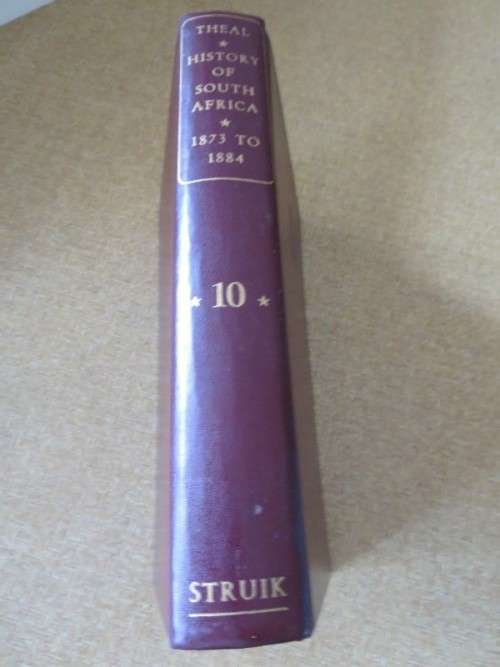 THEAL
★
HISTORY
OF
SOUTH
AFRICA
★
1873 TO
1884
★ 10 ★
STRUIK